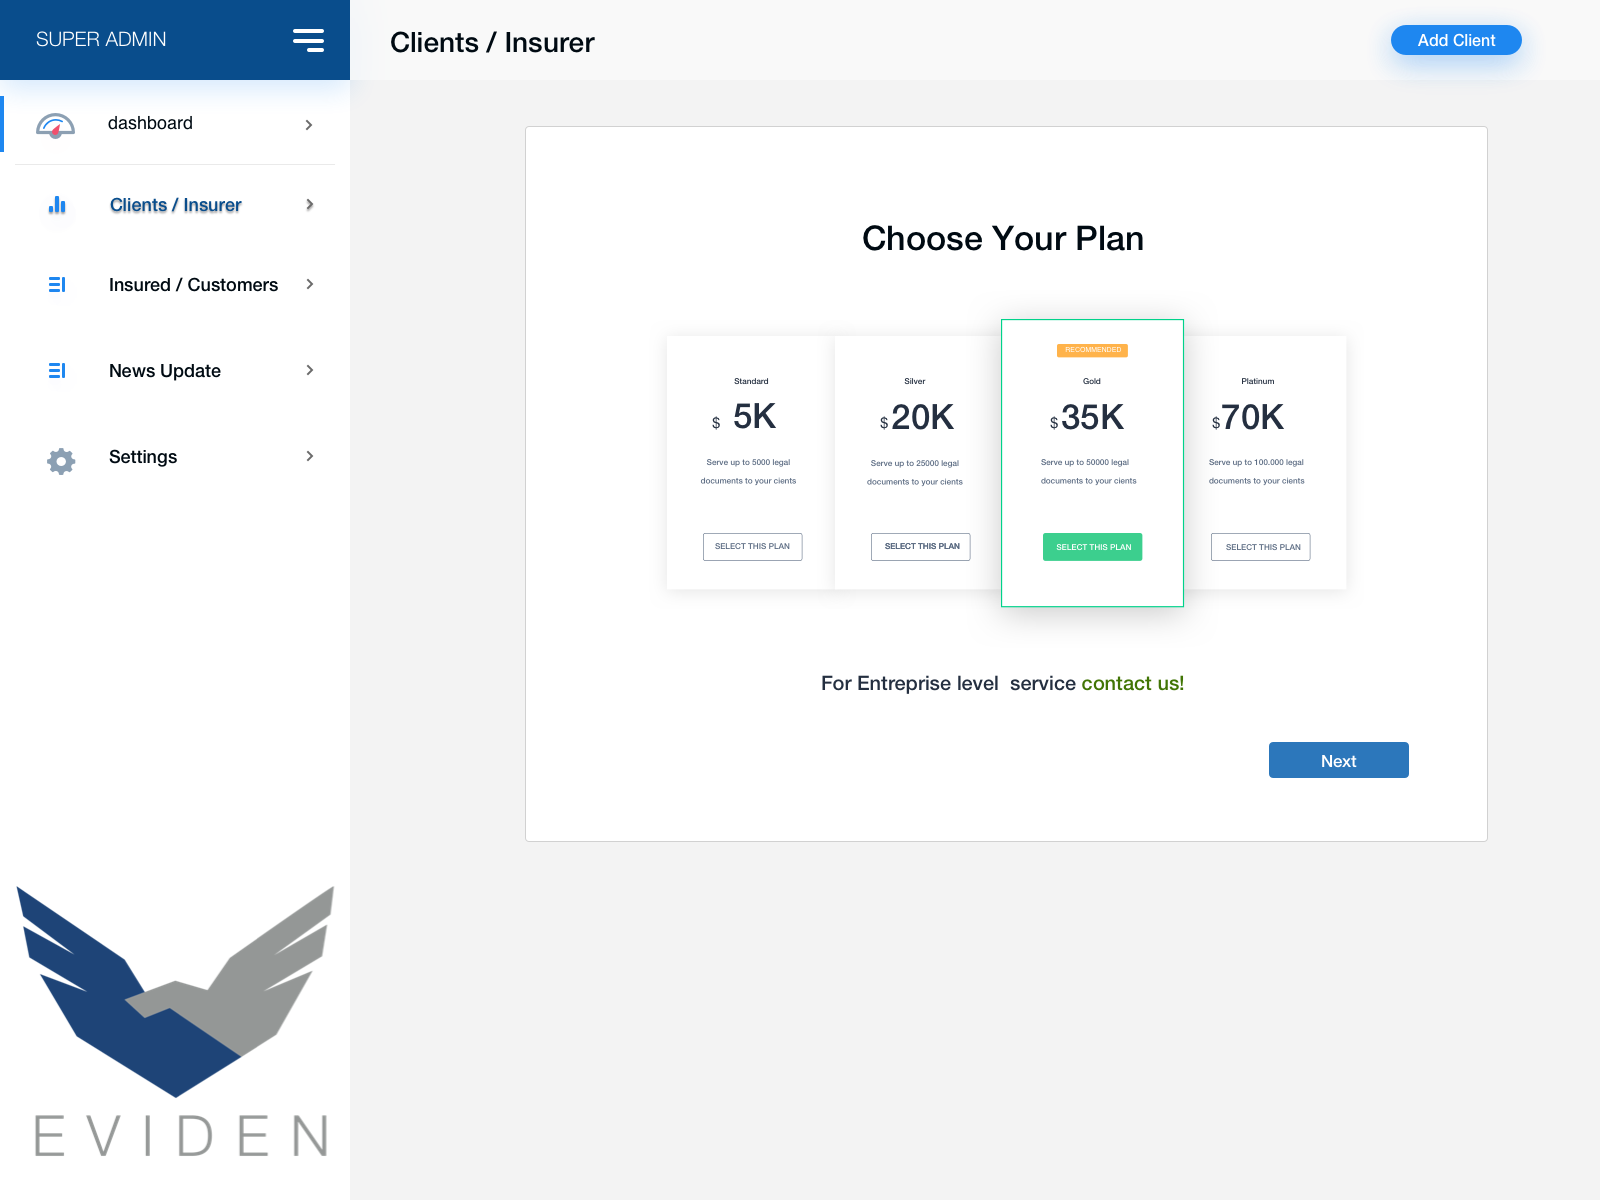 SUPER ADMIN
Clients / Insurer
Add Client
dashboard
Clients / Insurer
Insured / Customers
News Update
Settings
Choose Your Plan
RECOMMENDED
Standard
$ 5K
Serve up to 5000 legal
documents to your cients
SELECT THIS PLAN
Silver
$20K
Serve up to 25000 legal
documents to your cients
SELECT THIS PLAN
Gold
$35K
Serve up to 50000 legal
documents to your cients
SELECT THIS PLAN
Platinum
$70K
Serve up to 100.000 legal
documents to your cients
SELECT THIS PLAN
For Entreprise level  service contact us!
Next
EVIDEN